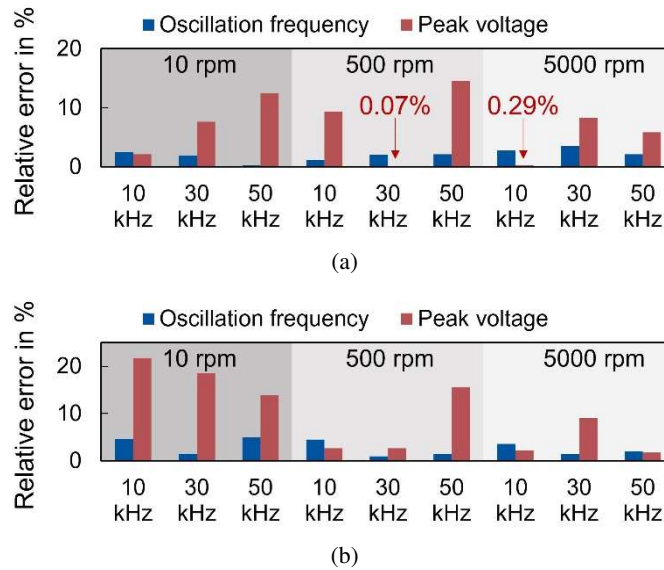 Oscillation frequency Peak voltage
Relative error in %
20
10
0
10 rpm 500 rpm 5000 rpm
0.07% 0.29%
10 30 50 10 30 50 10 30 50
kHz kHz kHz kHz kHz kHz kHz kHz kHz
(a)
Oscillation frequency Peak voltage
Relative error in %
20
10
0
10 rpm 500 rpm 5000 rpm
10 30 50 10 30 50 10 30 50
kHz kHz kHz kHz kHz kHz kHz kHz kHz
(b)